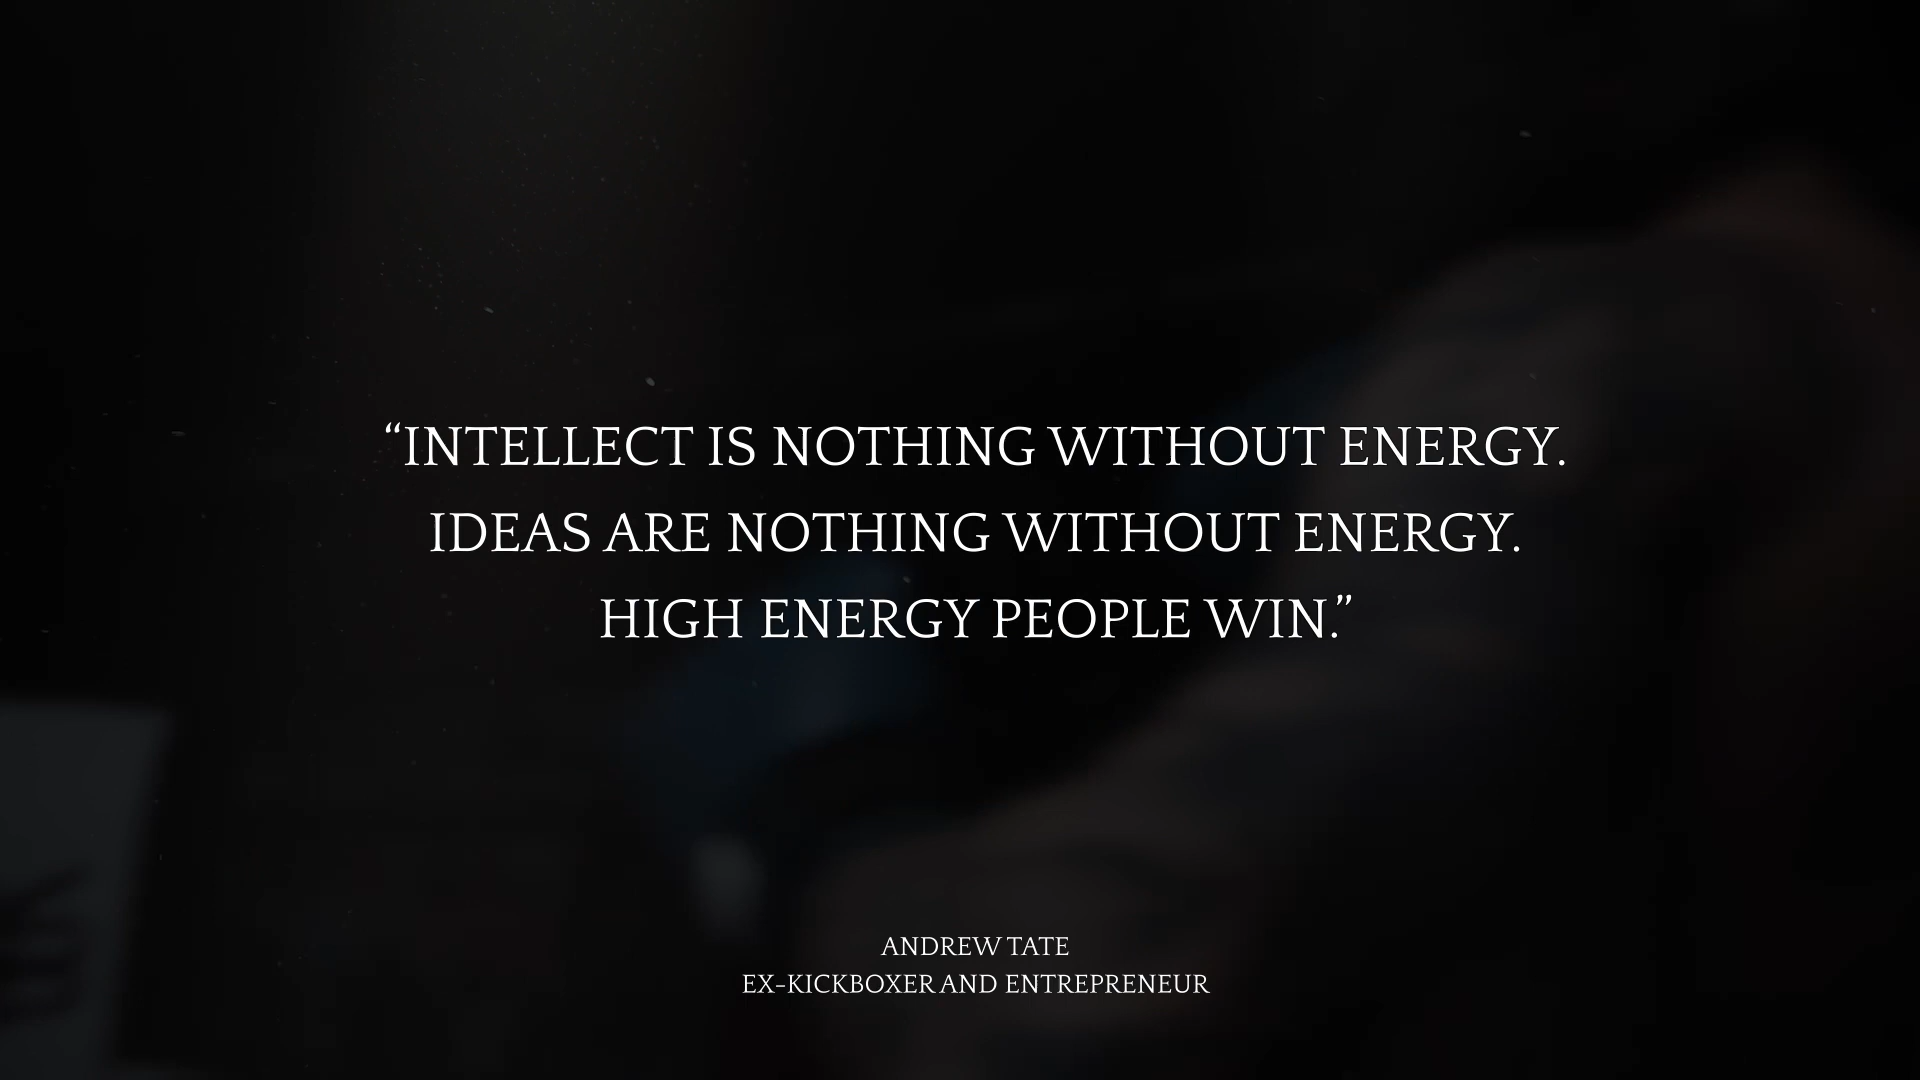 “INTELLECT IS NOTHING WITHOUT ENERGY.
IDEAS ARE NOTHING WITHOUT ENERGY.
HIGH ENERGY PEOPLE WIN.”
ANDREW TATE
EX-KICKBOXER AND ENTREPRENEUR